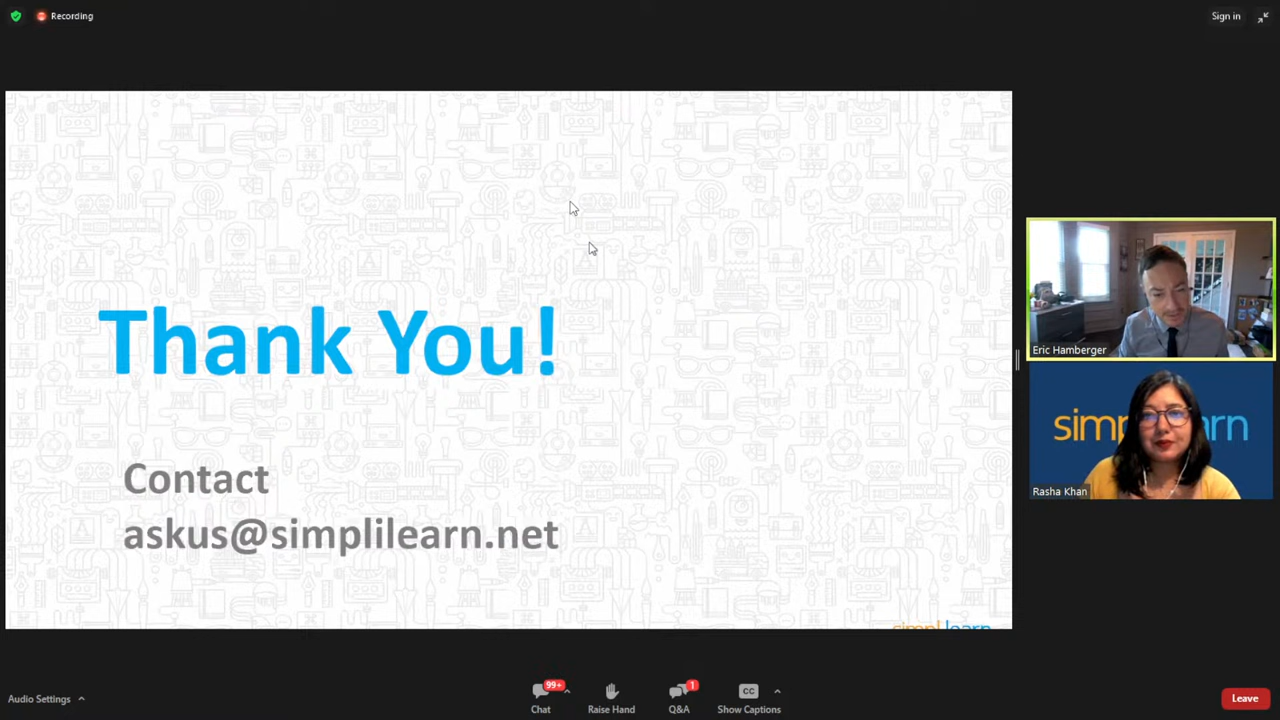 Recording
Sign in
Thank You!
Contact
askus@simplilearn.net
simplilearn
Eric Hamberger
Rasha Khan
Audio Settings
99+
Chat
Raise Hand
1
Q&A
CC
Show Captions
Leave